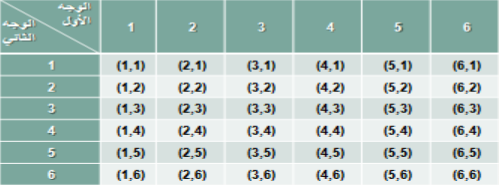 الوجه الأول
الوجه الثاني
1 2 3 4 5 6
1 (1,1) (2,1) (3,1) (4,1) (5,1) (6,1)
2 (1,2) (2,2) (3,2) (4,2) (5,2) (6,2)
3 (1,3) (2,3) (3,3) (4,3) (5,3) (6,3)
4 (1,4) (2,4) (3,4) (4,4) (5,4) (6,4)
5 (1,5) (2,5) (3,5) (4,5) (5,5) (6,5)
6 (1,6) (2,6) (3,6) (4,6) (5,6) (6,6)